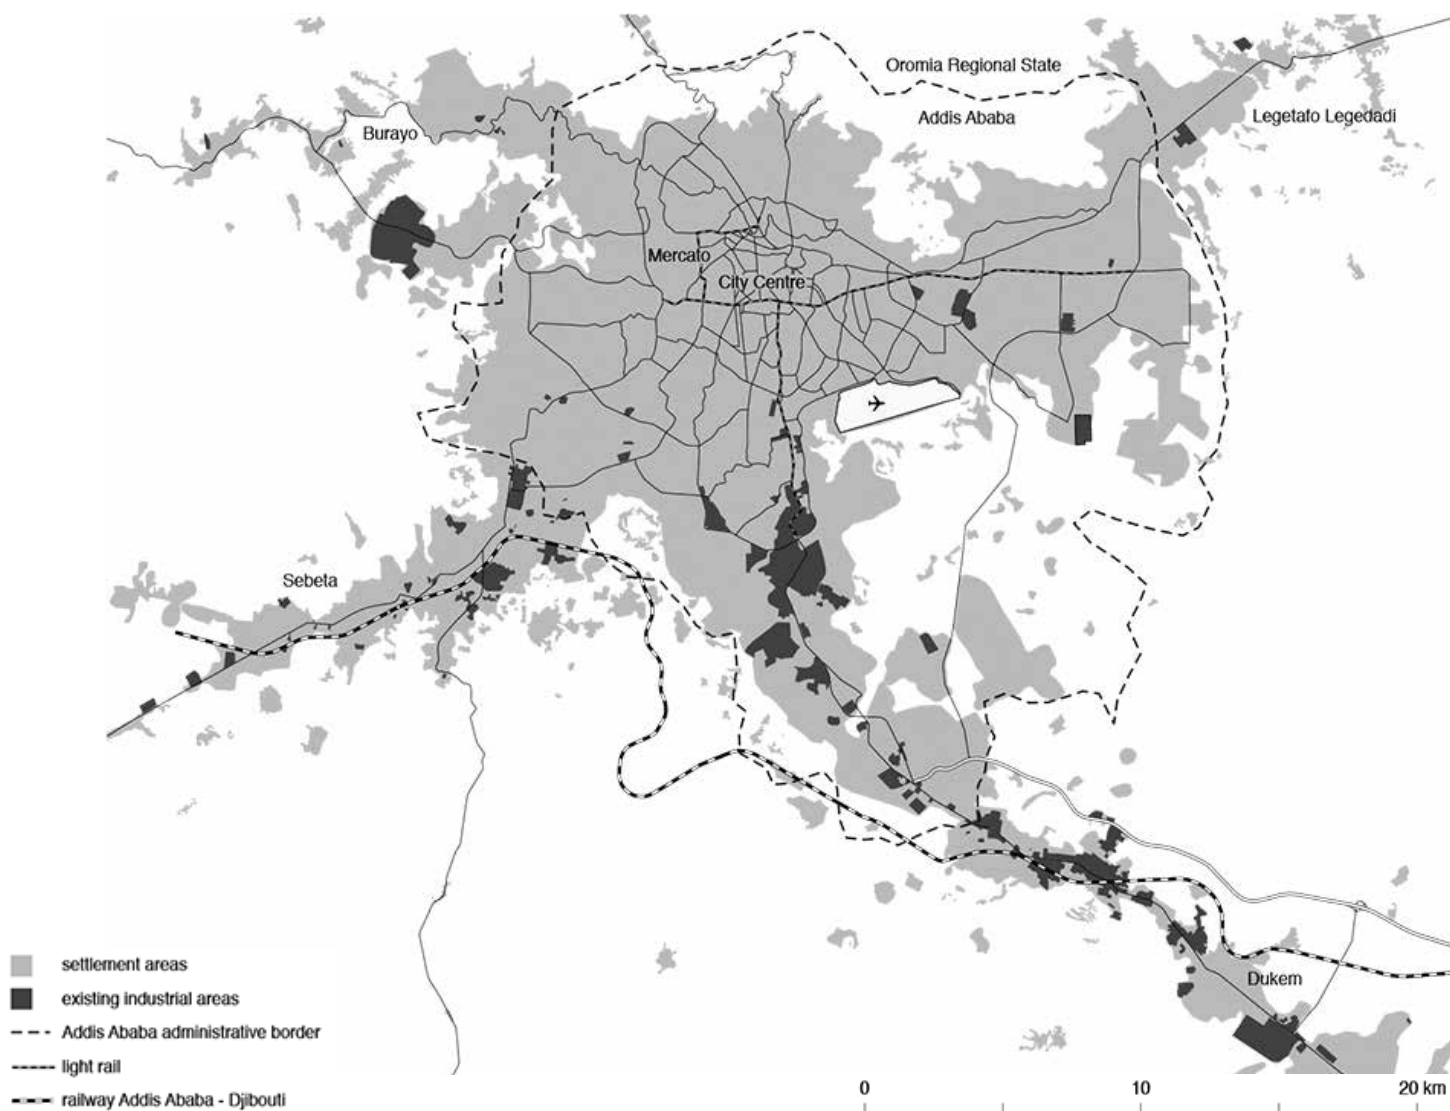 Oromia Regional State
Addis Ababa
Legetafo Legedadi
Burayo
Mercato
City Centre
Sebeta
Dukem
settlement areas
existing industrial areas
Addis Ababa administrative border
light rail
railway Addis Ababa - Djibouti
0 10 20 km